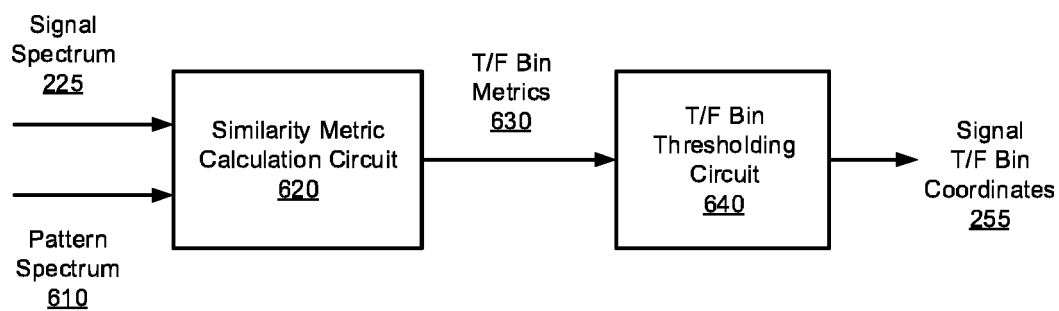 Signal
Spectrum
225
Similarity Metric
Calculation Circuit
620
Pattern
Spectrum
610
T/F Bin
Metrics
630
T/F Bin
Thresholding
Circuit
640
Signal
T/F Bin
Coordinates
255